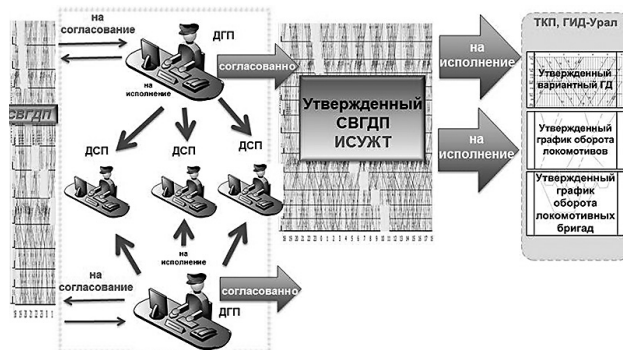 на
согласование
ДГП
на
исполнение
согласованно
СВГДП
ДСП
ДСП
ДСП
на
исполнение
на
согласование
ДГП
согласованно
Утвержденный
СВГДП
ИСУЖТ
на
исполнение
на
исполнение
ТКП, ГИД-Урал
Утвержденный
вариантный ГД
Утвержденный
график оборота
локомотивов
Утвержденный
график
оборота
локомотивных
бригад